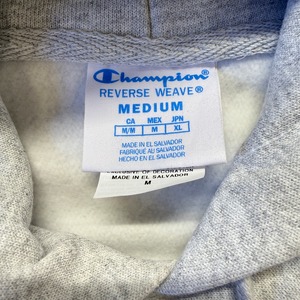 Champion
REVERSE WEAVE®
MEDIUM
CA MEX JPN
M/M M XL
MADE IN EL SALVADOR
FABRIQUÉ AU SALVADOR
HECHO EN EL SALVADOR
EXCLUSIVE OF DECORATION
MADE IN EL SALVADOR
M